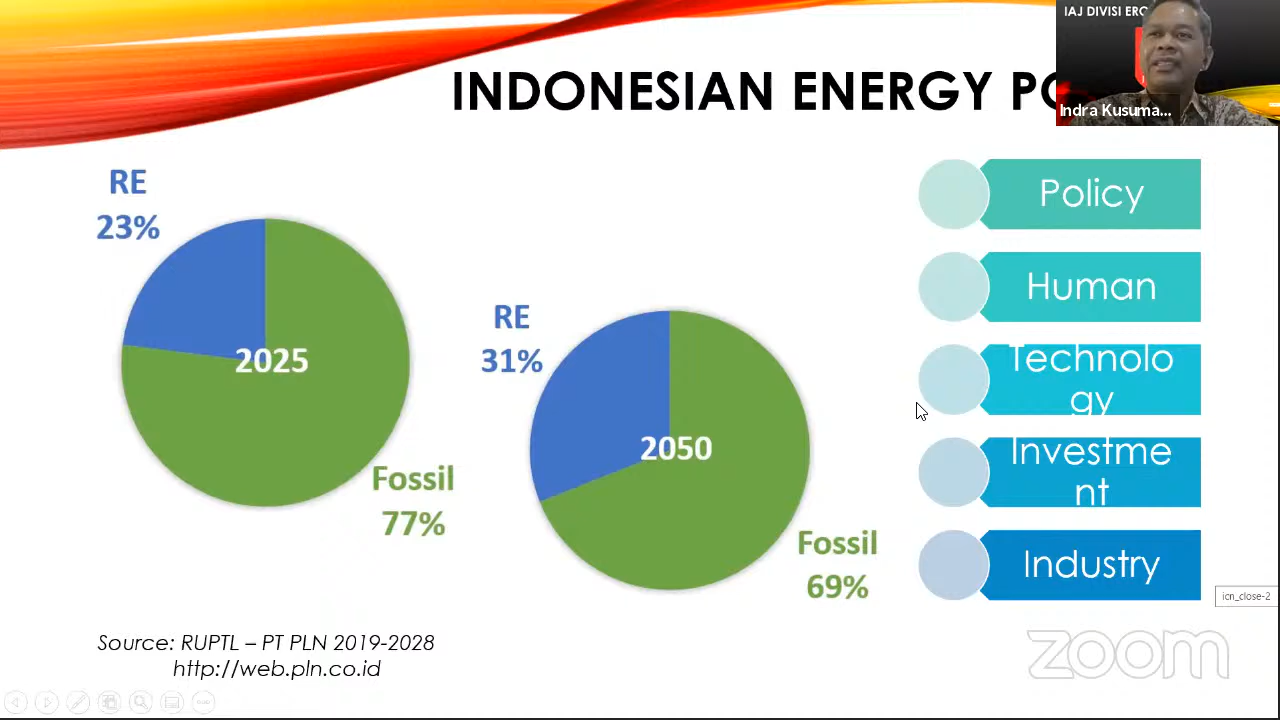 IAJ DIVISI ERG
INDONESIAN ENERGY PO
Indra Kusuma...
RE
23%
2025
Fossil
77%
RE
31%
2050
Fossil
69%
Policy
Human
Technolo
gy
Investme
nt
Industry
icn_close-2
Source: RUPTL – PT PLN 2019-2028
http://web.pln.co.id
zoom